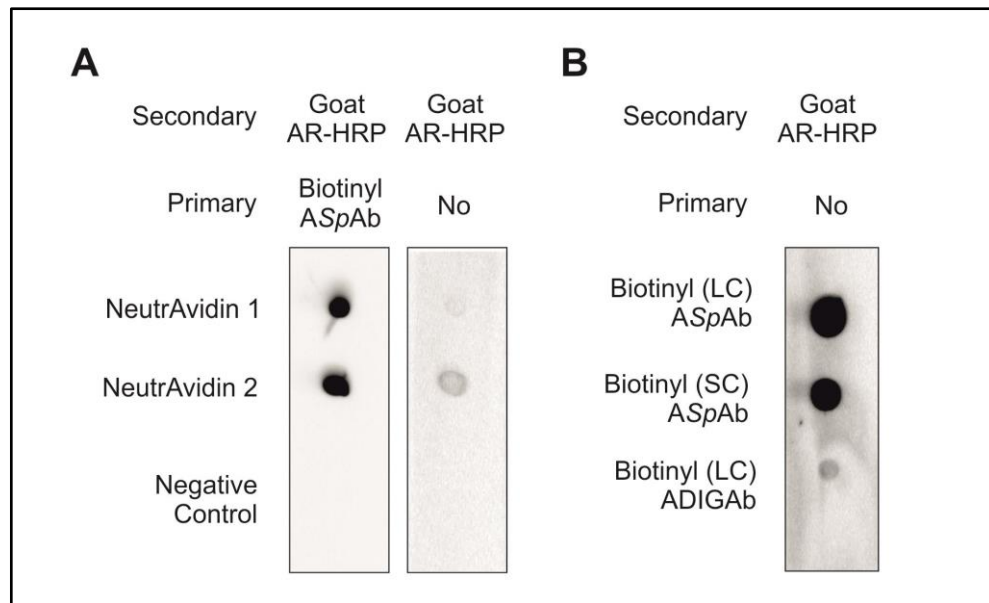 A
Secondary
Goat
AR-HRP
Goat
AR-HRP
Primary
Biotinyl
ASpAb
No
NeutrAvidin 1
NeutrAvidin 2
Negative
Control
B
Secondary
Goat
AR-HRP
Primary
No
Biotinyl (LC)
ASpAb
Biotinyl (SC)
ASpAb
Biotinyl (LC)
ADIGAb